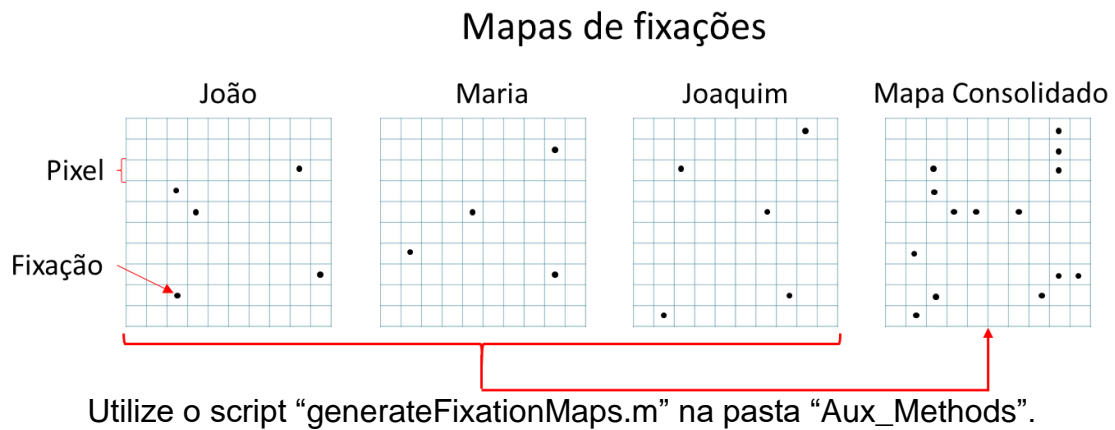 Mapas de fixações
João Maria Joaquim Mapa Consolidado
Pixel
Fixação
Utilize o script “generateFixationMaps.m” na pasta “Aux_Methods”.